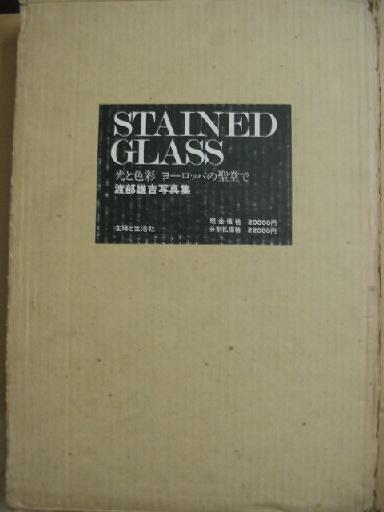 STAINED
GLASS
光と色彩 ヨーロッパの聖堂で
渡部雄吉写真集
主婦と生活社
現金価格 20000円
分割払価格 22000円